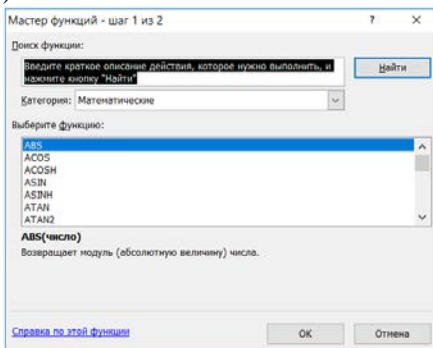 )
Мастер функций - шаг 1 из 2 ? ×
Поиск функции:
Введите краткое описание действия, которое нужно выполнить, и
нажмите кнопку "Найти"
Найти
Категория: Математические
Выберите функцию:
ABS
ACOS
ACOSH
ASIN
ASINH
ATAN
ATAN2
ABS(число)
Возвращает модуль (абсолютную величину) числа.
Справка по этой функции
ОК
Отмена